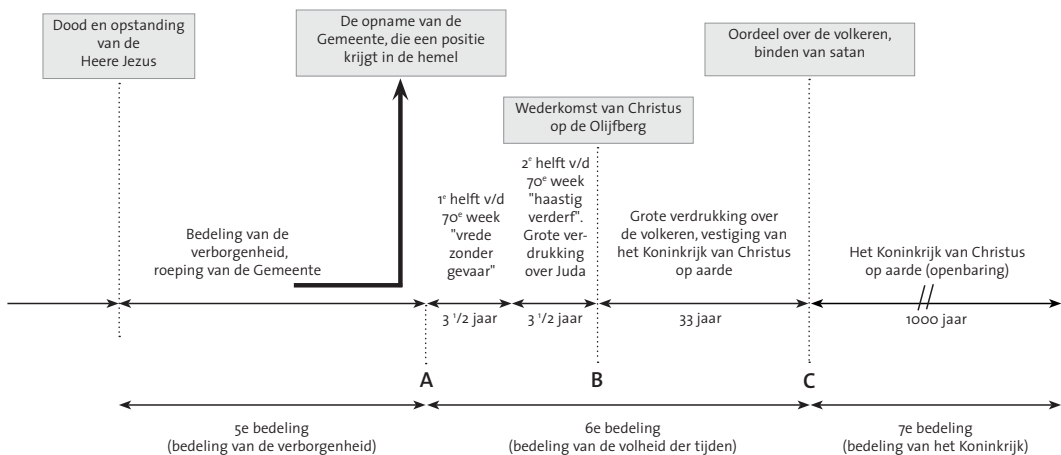 Dood en opstanding
van de
Heere Jezus
De opname van de
Gemeente, die een positie
krijgt in de hemel
Oordeel over de volkeren,
binden van satan
Wederkomst van Christus
op de Olijfberg
Bedeling van de
verborgenheid,
roeping van de Gemeente
1e helft v/d
70e week
"vrede
zonder
gevaar"
2e helft v/d
70e week
"haastig
verderf".
Grote ver-
drukking
over Juda
Grote verdrukking over
de volkeren, vestiging van
het Koninkrijk van Christus
op aarde
Het Koninkrijk van Christus
op aarde (openbaring)
3 1/2 jaar
3 1/2 jaar
33 jaar
1000 jaar
A
B
C
5e bedeling
(bedeling van de verborgenheid)
6e bedeling
(bedeling van de volheid der tijden)
7e bedeling
(bedeling van het Koninkrijk)